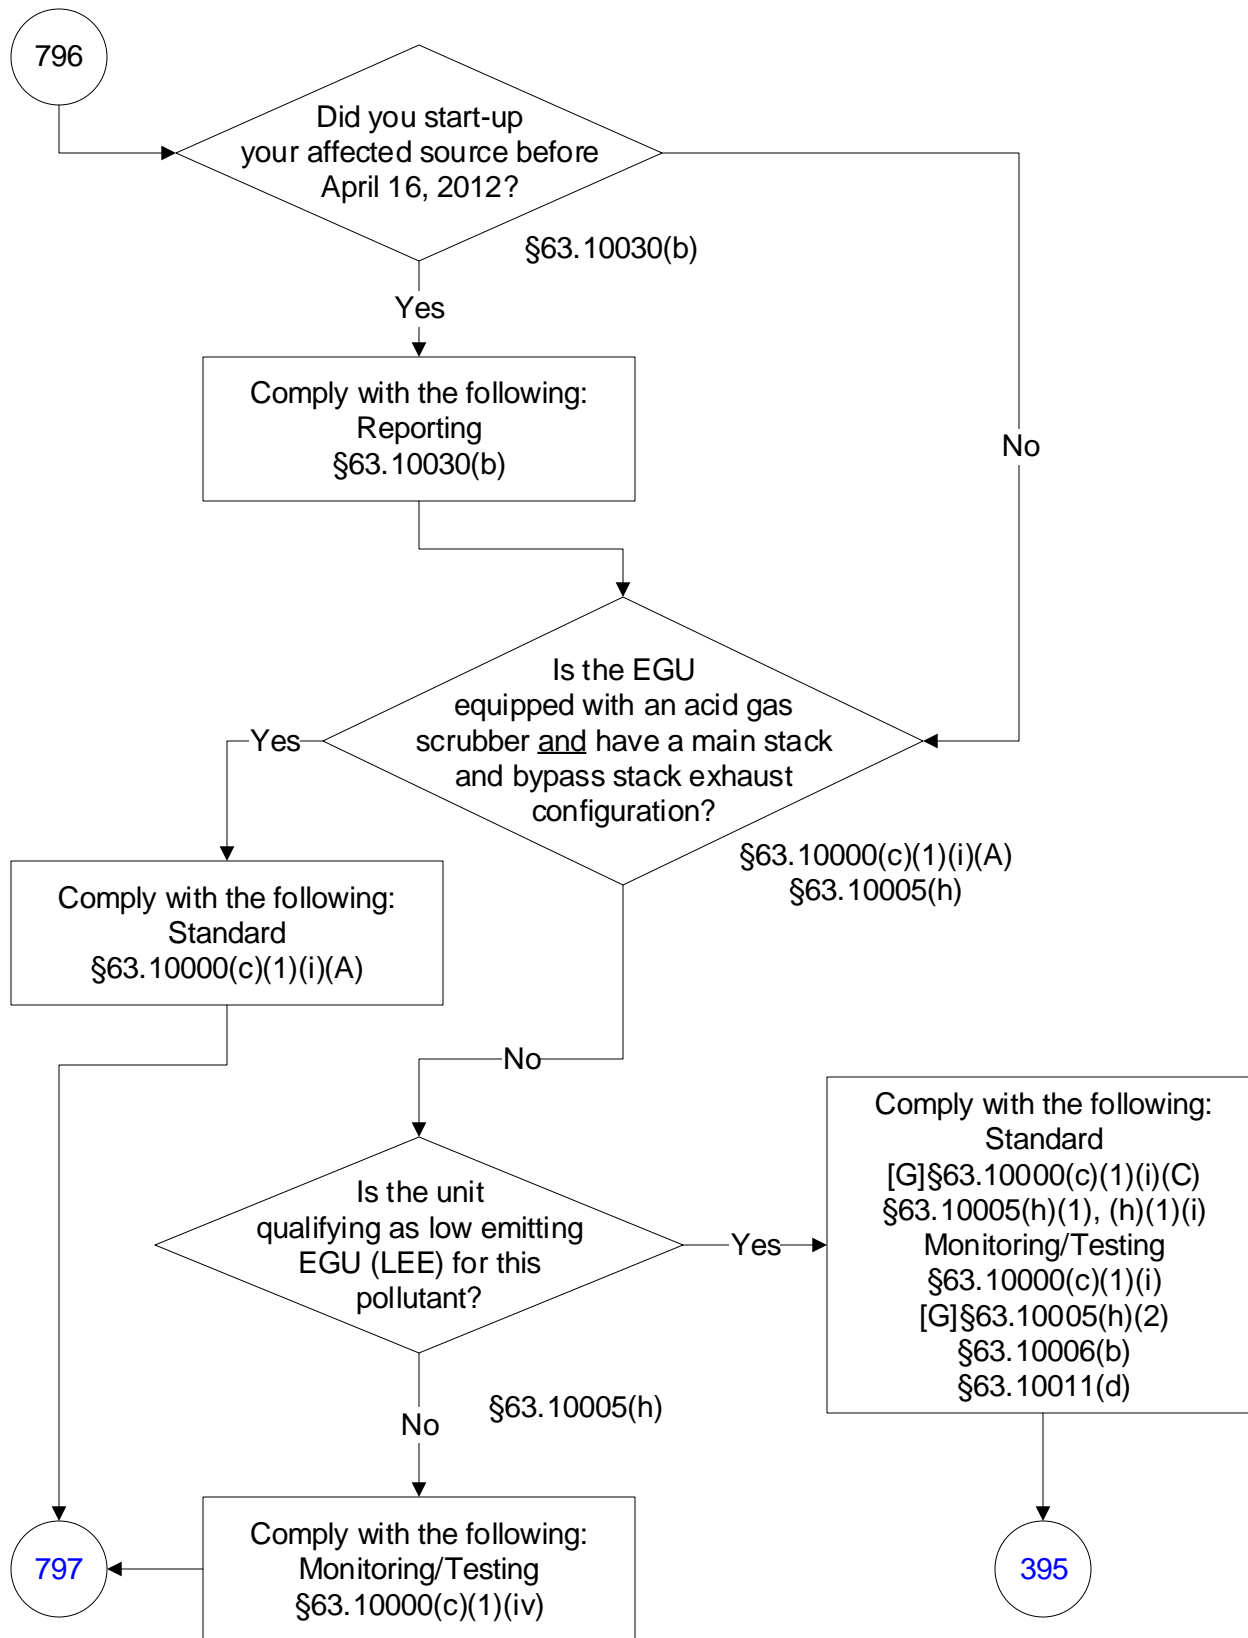 796
Did you start-up
your affected source before
April 16, 2012?
§63.10030(b)
Yes
Comply with the following:
Reporting
§63.10030(b)
No
Is the EGU
equipped with an acid gas
scrubber and have a main stack
and bypass stack exhaust
configuration?
Yes
§63.10000(c)(1)(i)(A)
§63.10005(h)
Comply with the following:
Standard
§63.10000(c)(1)(i)(A)
No
Is the unit
qualifying as low emitting
EGU (LEE) for this
pollutant?
Yes
Comply with the following:
Standard
[G]§63.10000(c)(1)(i)(C)
§63.10005(h)(1), (h)(1)(i)
Monitoring/Testing
§63.10000(c)(1)(i)
[G]§63.10005(h)(2)
§63.10006(b)
§63.10011(d)
§63.10005(h)
No
797
Comply with the following:
Monitoring/Testing
§63.10000(c)(1)(iv)
395